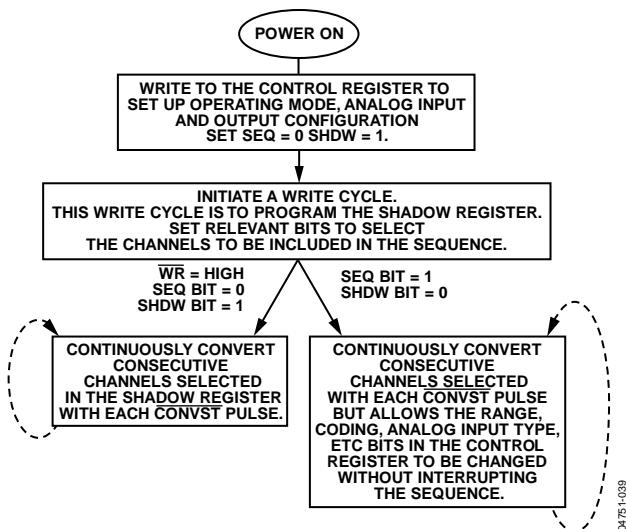 POWER ON
WRITE TO THE CONTROL REGISTER TO
SET UP OPERATING MODE, ANALOG INPUT
AND OUTPUT CONFIGURATION
SET SEQ = 0 SHDW = 1.
INITIATE A WRITE CYCLE.
THIS WRITE CYCLE IS TO PROGRAM THE SHADOW REGISTER.
SET RELEVANT BITS TO SELECT
THE CHANNELS TO BE INCLUDED IN THE SEQUENCE.
WR = HIGH
SEQ BIT = 0
SHDW BIT = 1
SEQ BIT = 1
SHDW BIT = 0
CONTINUOUSLY CONVERT
CONSECUTIVE
CHANNELS SELECTED
IN THE SHADOW REGISTER
WITH EACH CONVST PULSE.
CONTINUOUSLY CONVERT
CONSECUTIVE
CHANNELS SELECTED
WITH EACH CONVST PULSE
BUT ALLOWS THE RANGE,
CODING, ANALOG INPUT TYPE,
ETC BITS IN THE CONTROL
REGISTER TO BE CHANGED
WITHOUT INTERRUPTING
THE SEQUENCE.
04751-039